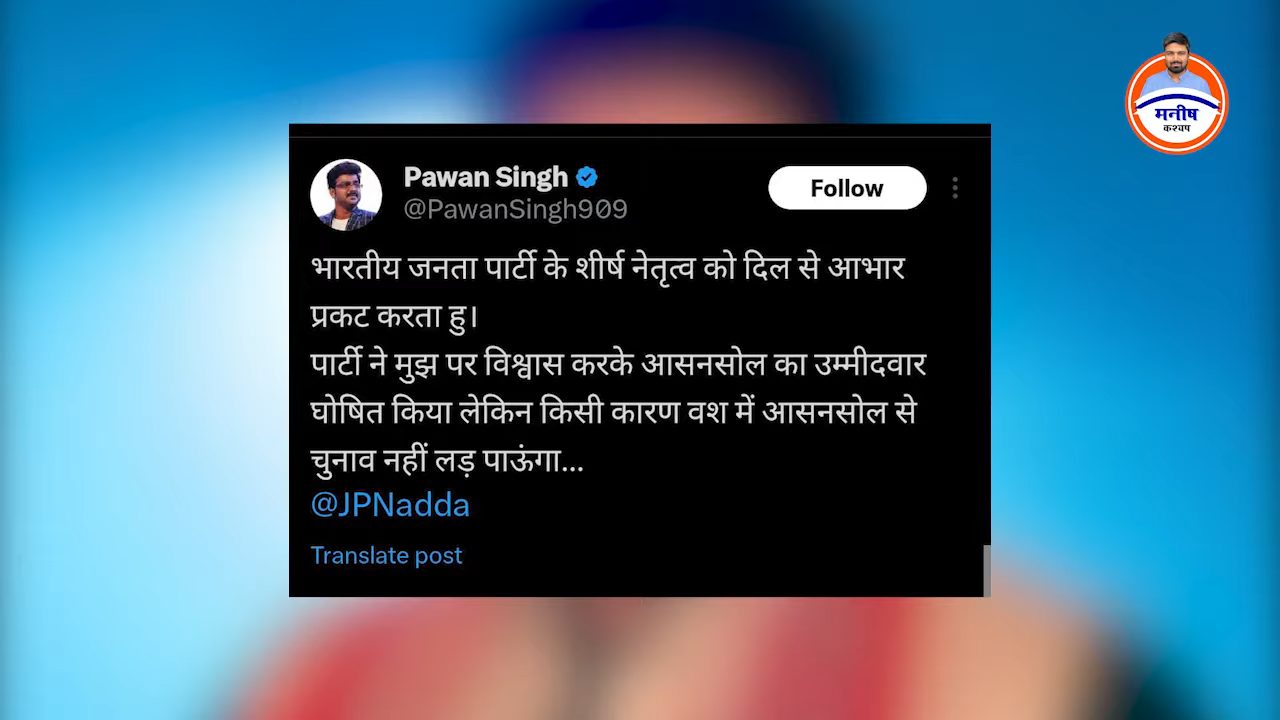 मनीष
कश्यप
Pawan Singh
@PawanSingh909
Follow
भारतीय जनता पार्टी के शीर्ष नेतृत्व को दिल से आभार
प्रकट करता हु।
पार्टी ने मुझ पर विश्वास करके आसनसोल का उम्मीदवार
घोषित किया लेकिन किसी कारण वश में आसनसोल से
चुनाव नहीं लड़ पाऊंगा...
@JPNadda
Translate post